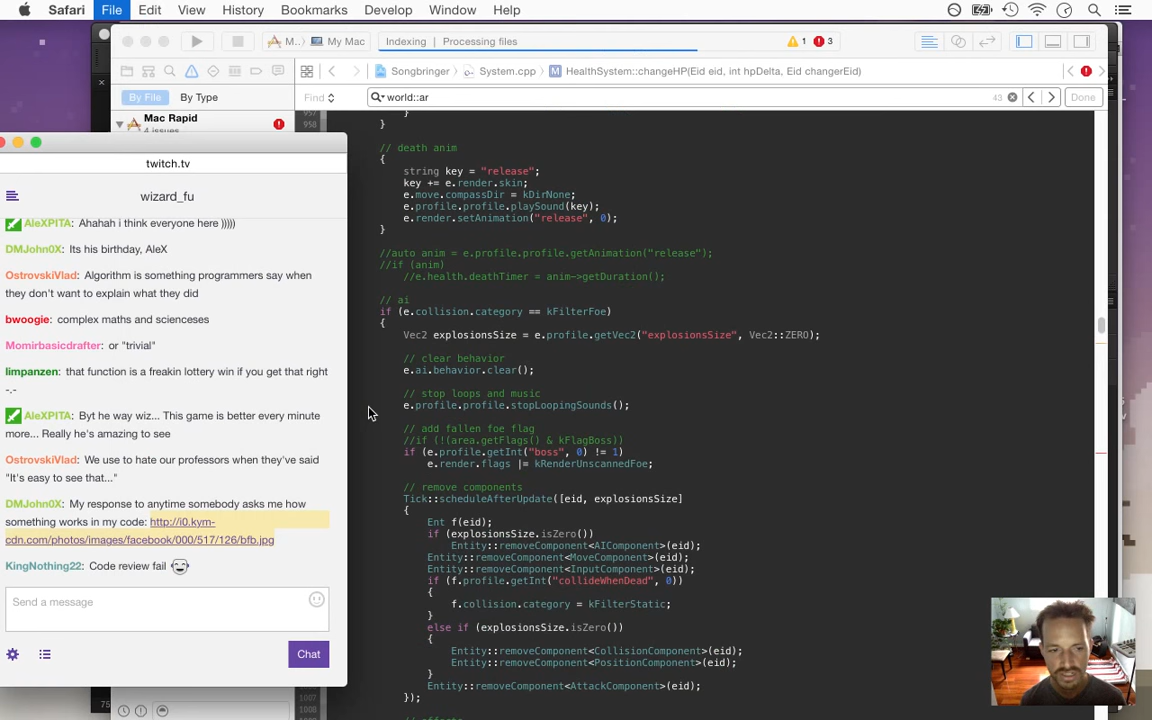 Safari File Edit View History Bookmarks Develop Window Help
M..⟩ My Mac
Indexing | Processing files
1 3
Songbringer System.cpp M HealthSystem::changeHP(Eid eid, int hpDelta, Eid changerEid)
By File By Type
Find world::ar 43 Done
Mac Rapid
4 issues
957
958
}
// death anim
{
string key = "release";
key += e.render.skin;
e.move.compassDir = kDirNone;
e.profile.profile.playSound(key);
e.render.setAnimation("release", 0);
}
//auto anim = e.profile.profile.getAnimation("release");
//if (anim)
//e.health.deathTimer = anim->getDuration();
// ai
if (e.collision.category == kFilterFoe)
{
Vec2 explosionsSize = e.profile.getVec2("explosionsSize", Vec2::ZERO);
// clear behavior
e.ai.behavior.clear();
// stop loops and music
e.profile.profile.stopLoopingSounds();
// add fallen foe flag
//if (!(area.getFlags() & kFlagBoss))
if (e.profile.getInt("boss", 0) != 1)
e.render.flags |= kRenderUnscannedFoe;
// remove components
Tick::scheduleAfterUpdate([eid, explosionsSize]
{
Ent f(eid);
if (explosionsSize.isZero())
Entity::removeComponent<AIComponent>(eid);
Entity::removeComponent<MoveComponent>(eid);
Entity::removeComponent<InputComponent>(eid);
if (f.profile.getInt("collideWhenDead", 0))
{
f.collision.category = kFilterStatic;
}
else if (explosionsSize.isZero())
{
Entity::removeComponent<CollisionComponent>(eid);
Entity::removeComponent<PositionComponent>(eid);
}
Entity::removeComponent<AttackComponent>(eid);
});
1007
twitch.tv
wizard_fu
AleXPITA: Ahahah i think everyone here )))))
DMJohn0X: Its his birthday, AleX
OstrovskiVlad: Algorithm is something programmers say when
they don't want to explain what they did
bwoogie: complex maths and scienceses
Momirbasicdrafter: or "trivial"
limpanzen: that function is a freakin lottery win if you get that right
-.-
AleXPITA: Byt he way wiz... This game is better every minute
more... Really he's amazing to see
OstrovskiVlad: We use to hate our professors when they've said
"It's easy to see that..."
DMJohn0X: My response to anytime somebody asks me how
something works in my code: http://i0.kym-
cdn.com/photos/images/facebook/000/517/126/bfb.jpg
KingNothing22: Code review fail
Send a message
Chat
75